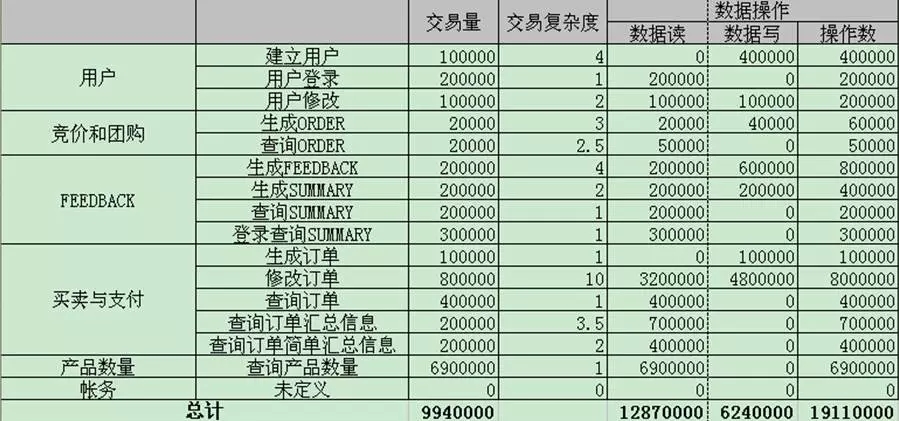 交易量 交易复杂度 数据操作
数据读 数据写 操作数
用户 建立用户 100000 4 0 400000 400000
用户登录 200000 1 200000 0 200000
用户修改 100000 2 100000 100000 200000
竞价和团购 生成ORDER 20000 3 20000 40000 60000
查询ORDER 20000 2.5 50000 0 50000
FEEDBACK 生成FEEDBACK 200000 4 200000 600000 800000
生成SUMMARY 200000 2 200000 200000 400000
查询SUMMARY 200000 1 200000 0 200000
登录查询SUMMARY 300000 1 300000 0 300000
买卖与支付 生成订单 100000 1 0 100000 100000
修改订单 800000 10 3200000 4800000 8000000
查询订单 400000 1 400000 0 400000
查询订单汇总信息 200000 3.5 700000 0 700000
查询订单简单汇总信息 200000 2 400000 0 400000
产品数量 查询产品数量 6900000 1 6900000 0 6900000
帐务 未定义 0 0 0 0 0
总计 9940000 12870000 6240000 19110000